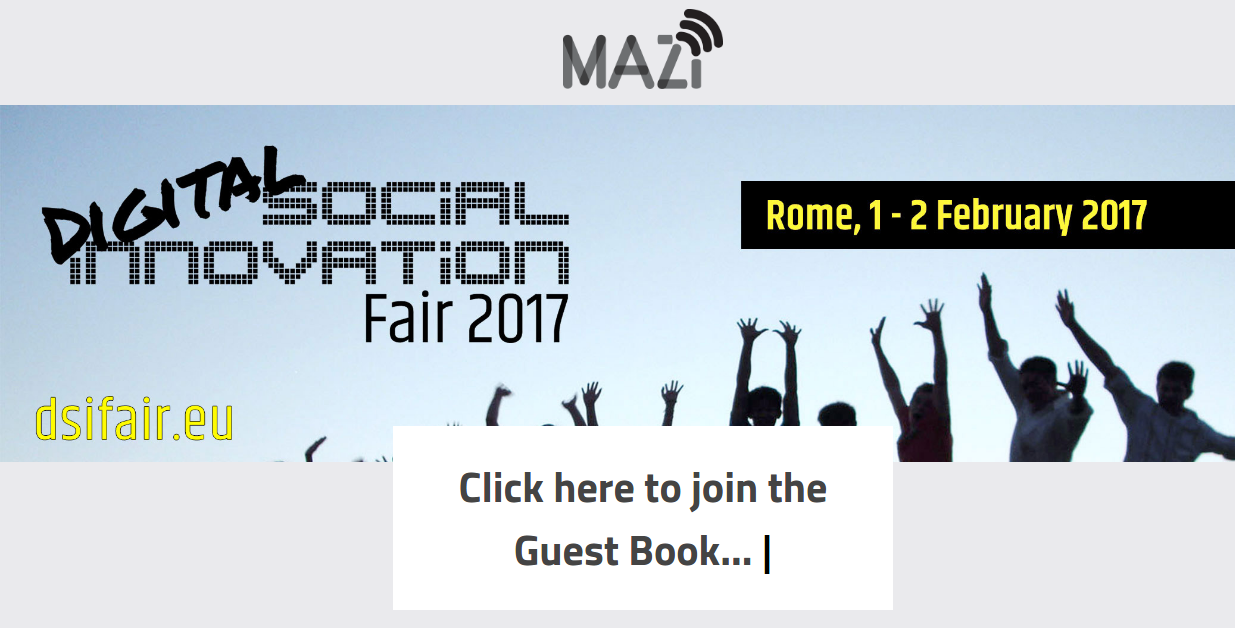 MAZi
DIGITAL SOCIAL
INNOVATION
Fair 2017
Rome, 1 - 2 February 2017
dsifair.eu
Click here to join the
Guest Book... |